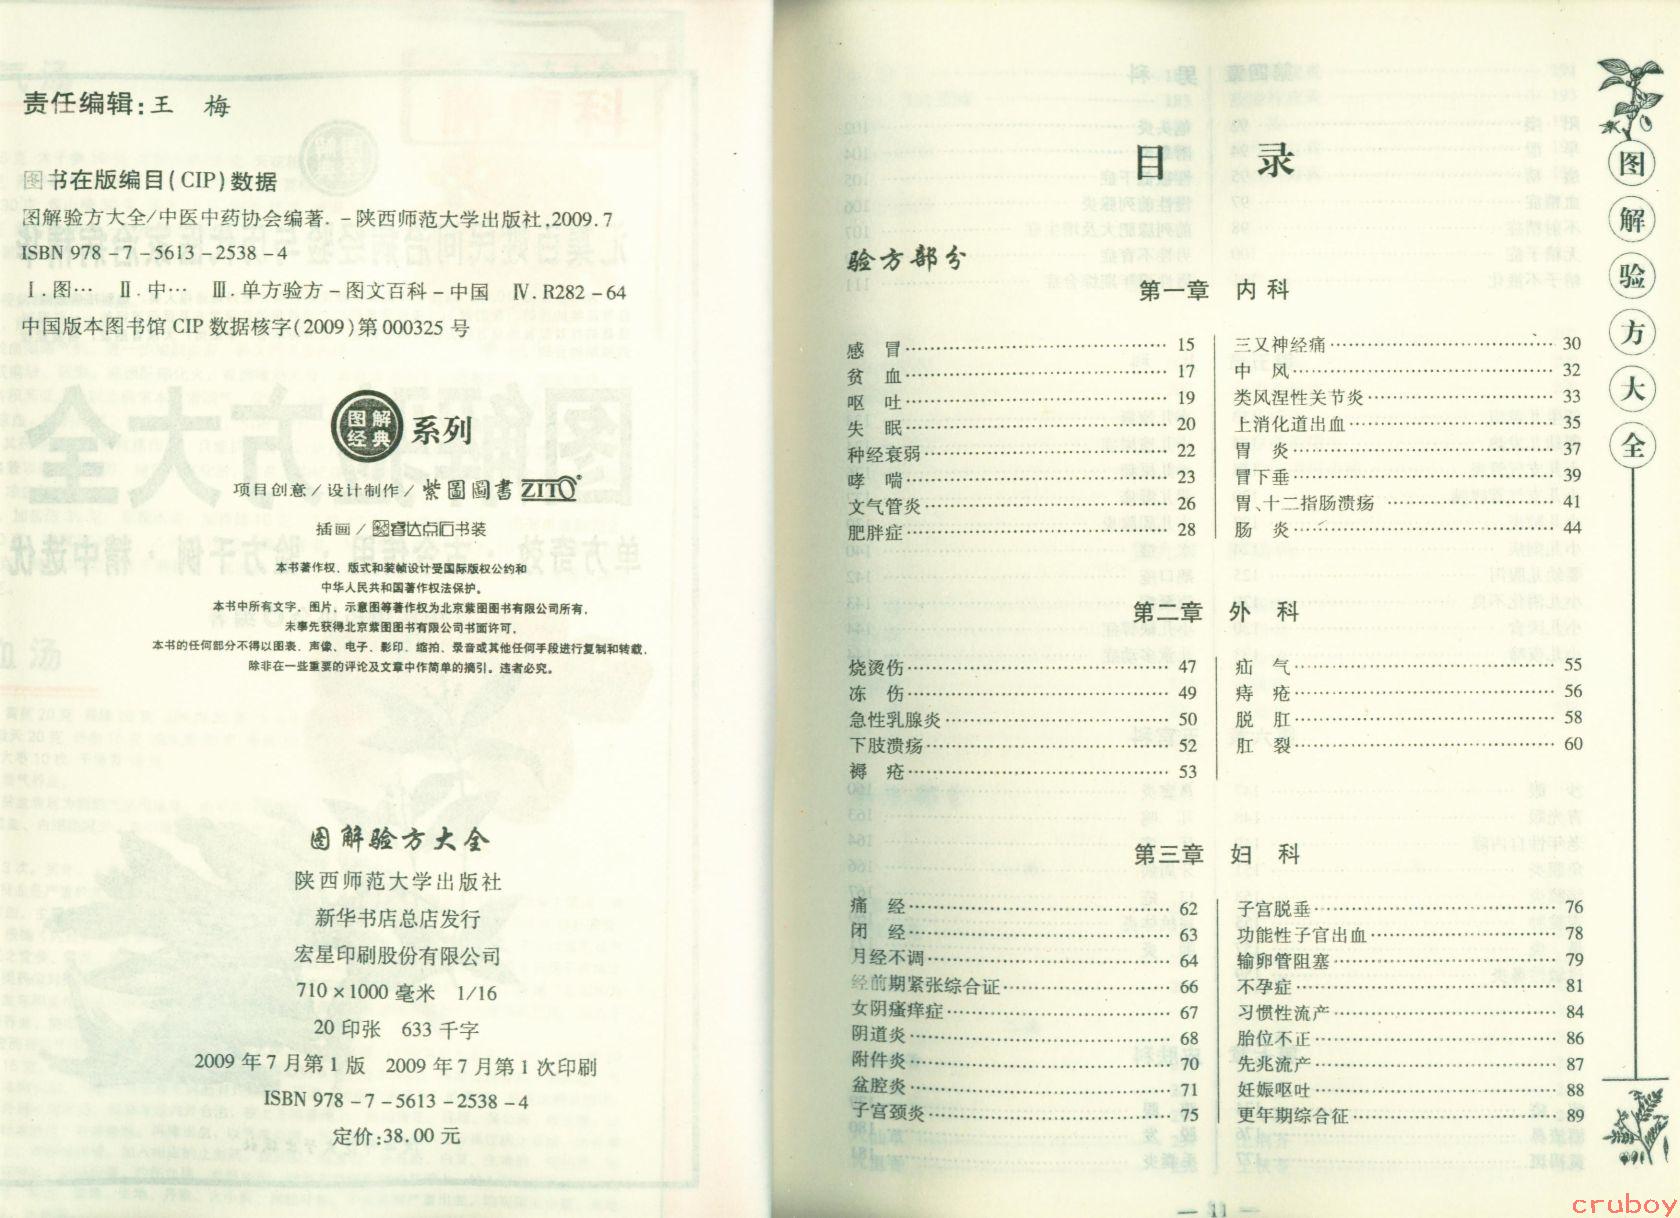 责任编辑:王　梅
图书在版编目(CIP)数据
图解验方大全/中医中药协会编著.-陕西师范大学出版社,2009.7
ISBN 978-7-5613-2538-4
Ⅰ.图… Ⅱ.中… Ⅲ.单方验方-图文百科-中国 Ⅳ.R282-64
中国版本图书馆CIP数据核字(2009)第000325号
图解经典 系列
项目创意/设计制作/紫圖圖書 ZITO®
插画/睿达点石书装
本书著作权、版式和装帧设计受国际版权公约和
中华人民共和国著作权法保护。
本书中所有文字、图片、示意图等著作权为北京紫图图书有限公司所有,
未事先获得北京紫图图书有限公司书面许可,
本书的任何部分不得以图表、声像、电子、影印、缩拍、录音或其他任何手段进行复制和转载,
除非在一些重要的评论及文章中作简单的摘引。违者必究。
图解验方大全
陕西师范大学出版社
新华书店总店发行
宏星印刷股份有限公司
710×1000毫米 1/16
20印张 633千字
2009年7月第1版 2009年7月第1次印刷
ISBN 978-7-5613-2538-4
定价:38.00元
目　录
验方部分
第一章　内科
感　冒……15
贫　血……17
呕　吐……19
失　眠……20
种经衰弱……22
哮　喘……23
文气管炎……26
肥胖症……28
三叉神经痛……30
中　风……32
类风涅性关节炎……33
上消化道出血……35
胃　炎……37
胃下垂……39
胃、十二指肠溃疡……41
肠　炎……44
第二章　外　科
烧烫伤……47
冻　伤……49
急性乳腺炎……50
下肢溃疡……52
褥　疮……53
疝　气……55
痔　疮……56
脱　肛……58
肛　裂……60
第三章　妇　科
痛　经……62
闭　经……63
月经不调……64
经前期紧张综合证……66
女阴瘙痒症……67
阴道炎……68
附件炎……70
盆腔炎……71
子宫颈炎……75
子宫脱垂……76
功能性子官出血……78
输卵管阻塞……79
不孕症……81
习惯性流产……84
胎位不正……86
先兆流产……87
妊娠呕吐……88
更年期综合征……89
— 11 —
图解验方大全
cruboy